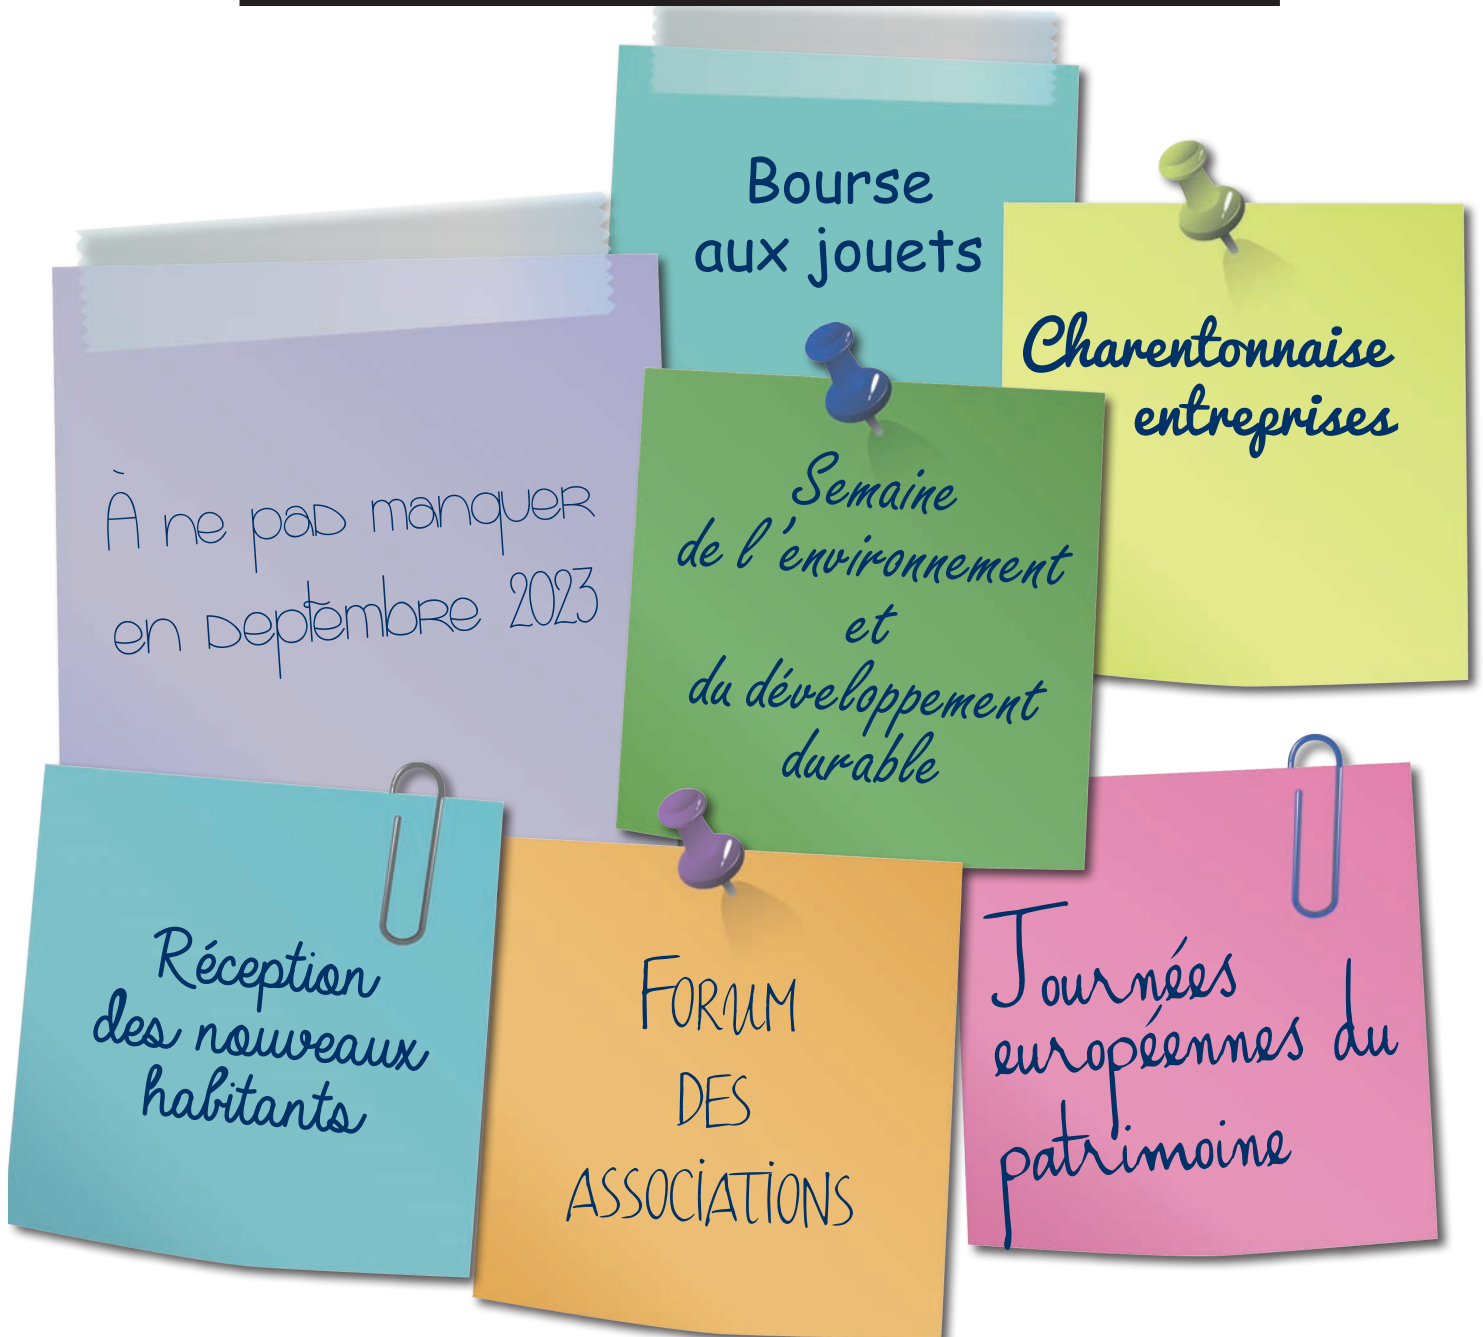 Bourse
aux jouets
Charentonnaise
entreprises
À ne pas manquer
en septembre 2023
Semaine
de l'environnement
et
du développement
durable
Réception
des nouveaux
habitants
FORUM
DES
ASSOCIATIONS
Journées
européennes du
patrimoine